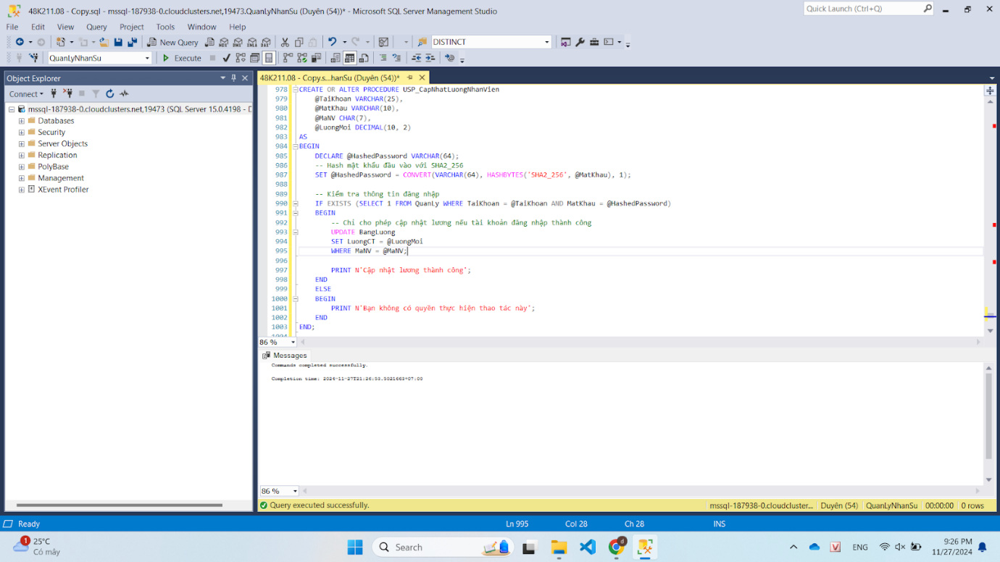 48K211.08 - Copy.sql - mssql-187938-0.cloudclusters.net,19473.QuanLyNhanSu (Duyên (54))* - Microsoft SQL Server Management Studio
Quick Launch (Ctrl+Q)
File Edit View Query Project Tools Window Help
New Query DISTINCT
QuanLyNhanSu Execute
Object Explorer
Connect
mssql-187938-0.cloudclusters.net,19473 (SQL Server 15.0.4198 - D
Databases
Security
Server Objects
Replication
PolyBase
Management
XEvent Profiler
48K211.08 - Copy.s...hanSu (Duyên (54))*
978 CREATE OR ALTER PROCEDURE USP_CapNhatLuongNhanVien
979 @TaiKhoan VARCHAR(25),
980 @MatKhau VARCHAR(10),
981 @MaNV CHAR(7),
982 @LuongMoi DECIMAL(10, 2)
983 AS
984 BEGIN
985 DECLARE @HashedPassword VARCHAR(64);
986 -- Hash mật khẩu đầu vào với SHA2_256
987 SET @HashedPassword = CONVERT(VARCHAR(64), HASHBYTES('SHA2_256', @MatKhau), 1);
988
989 -- Kiểm tra thông tin đăng nhập
990 IF EXISTS (SELECT 1 FROM QuanLy WHERE TaiKhoan = @TaiKhoan AND MatKhau = @HashedPassword)
991 BEGIN
992 -- Chỉ cho phép cập nhật lương nếu tài khoản đăng nhập thành công
993 UPDATE BangLuong
994 SET LuongCT = @LuongMoi
995 WHERE MaNV = @MaNV;
996
997 PRINT N'Cập nhật lương thành công';
998 END
999 ELSE
1000 BEGIN
1001 PRINT N'Bạn không có quyền thực hiện thao tác này';
1002 END
1003 END;
1004
86 %
Messages
Commands completed successfully.
Completion time: 2024-11-27T21:26:53.5021663+07:00
86 %
Query executed successfully. mssql-187938-0.cloudcluster... Duyên (54) QuanLyNhanSu 00:00:00 0 rows
Ready Ln 995 Col 28 Ch 28 INS
1 25°C
Có mây
Search
d
V
ENG
9:26 PM
11/27/2024